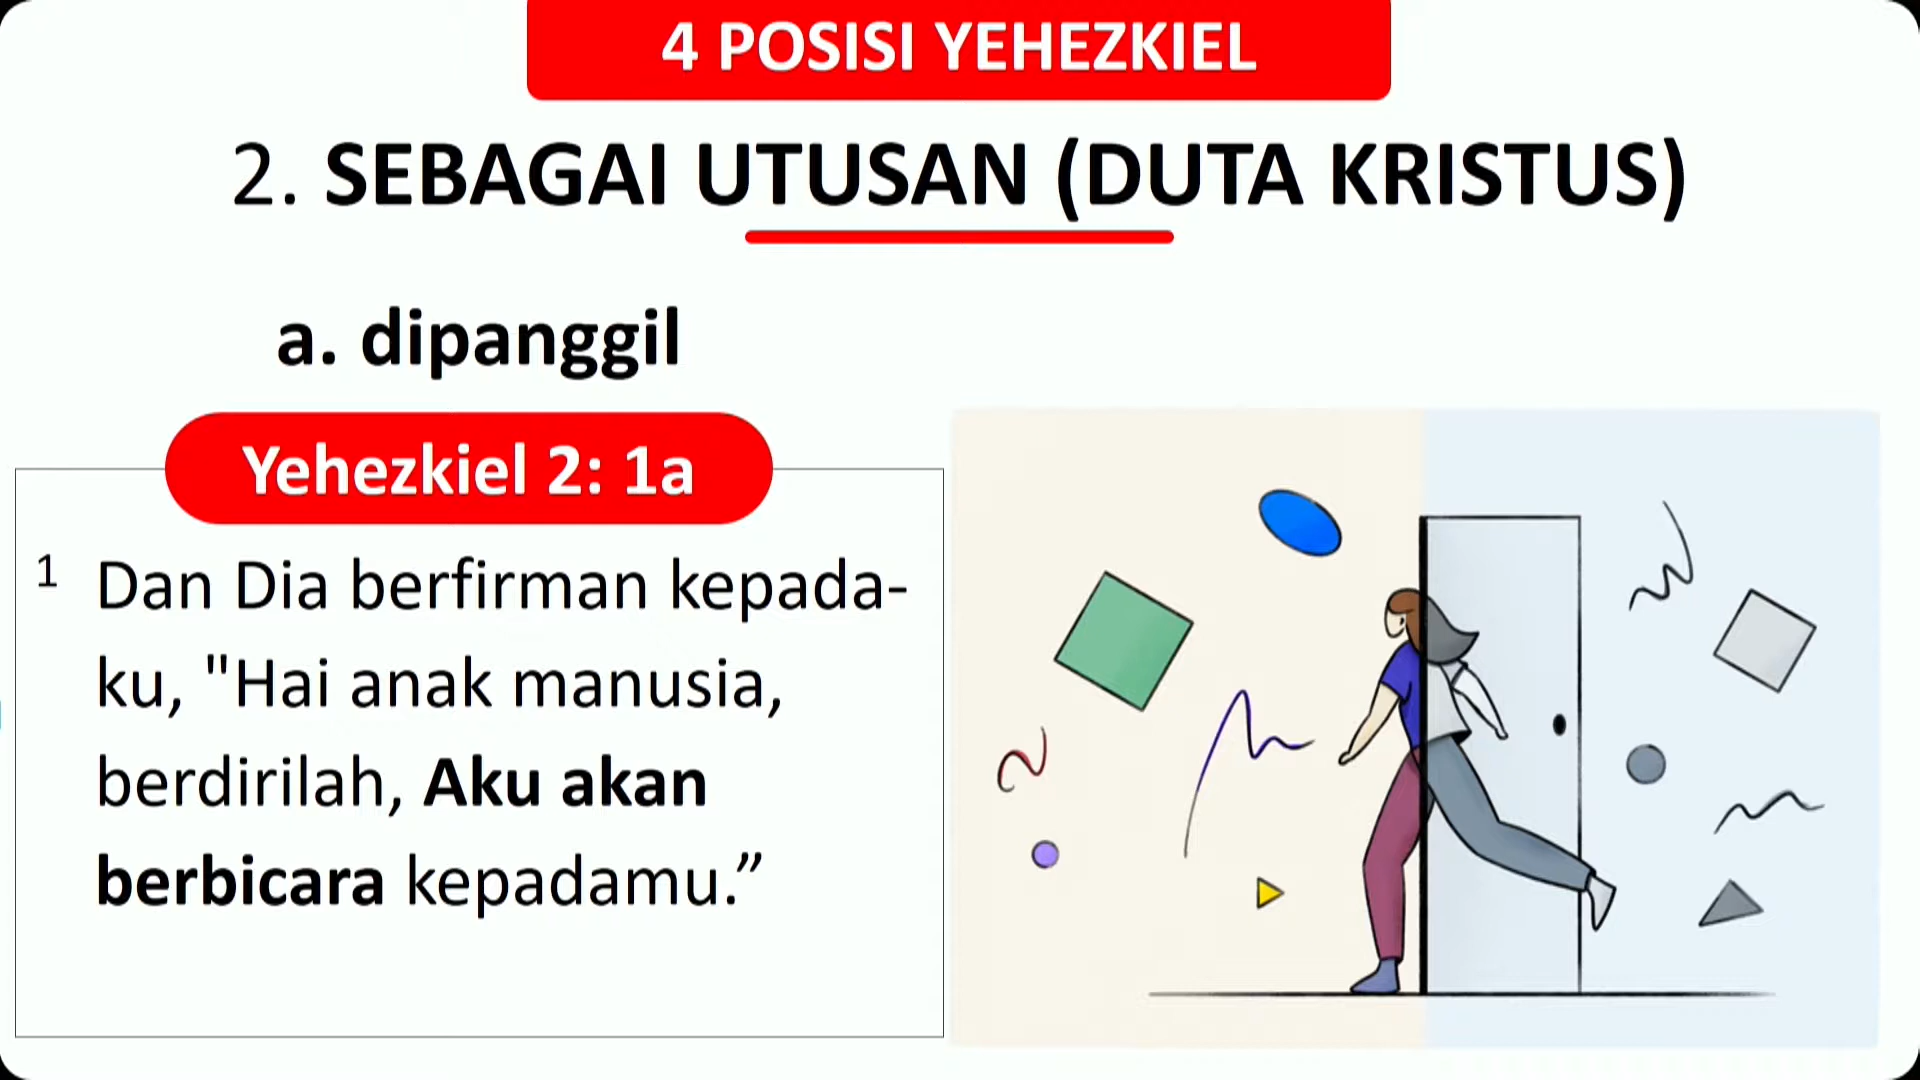 4 POSISI YEHEZKIEL
2. SEBAGAI UTUSAN (DUTA KRISTUS)
a. dipanggil
Yehezkiel 2: 1a
1 Dan Dia berfirman kepada-
ku, "Hai anak manusia,
berdirilah, Aku akan
berbicara kepadamu.”